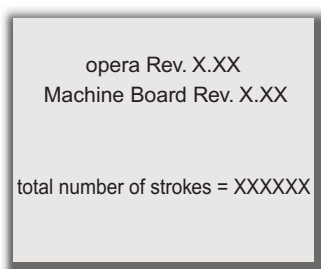 opera Rev. X.XX
Machine Board Rev. X.XX
total number of strokes = XXXXXX